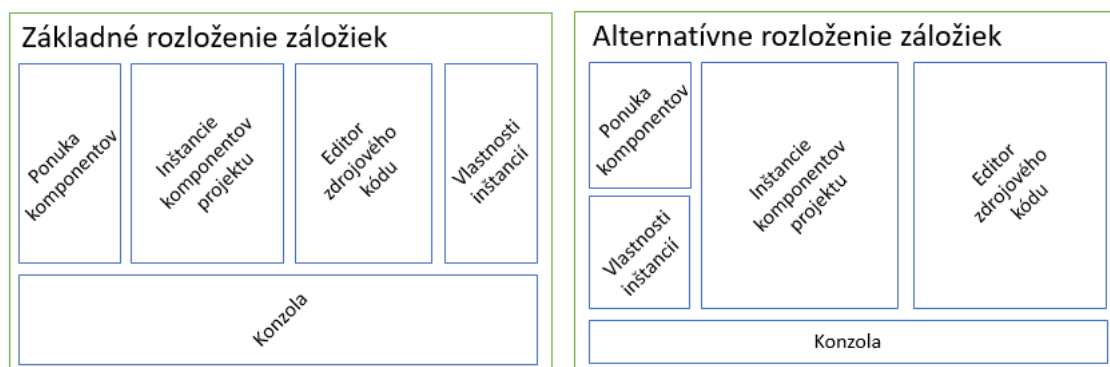 Základné rozloženie záložiek
Ponuka
komponentov
Inštancie
komponentov
projektu
Editor
zdrojového
kódu
Vlastnosti
inštancií
Konzola
Alternatívne rozloženie záložiek
Ponuka
komponentov
Vlastnosti
inštancií
Inštancie
komponentov
projektu
Editor
zdrojového
kódu
Konzola